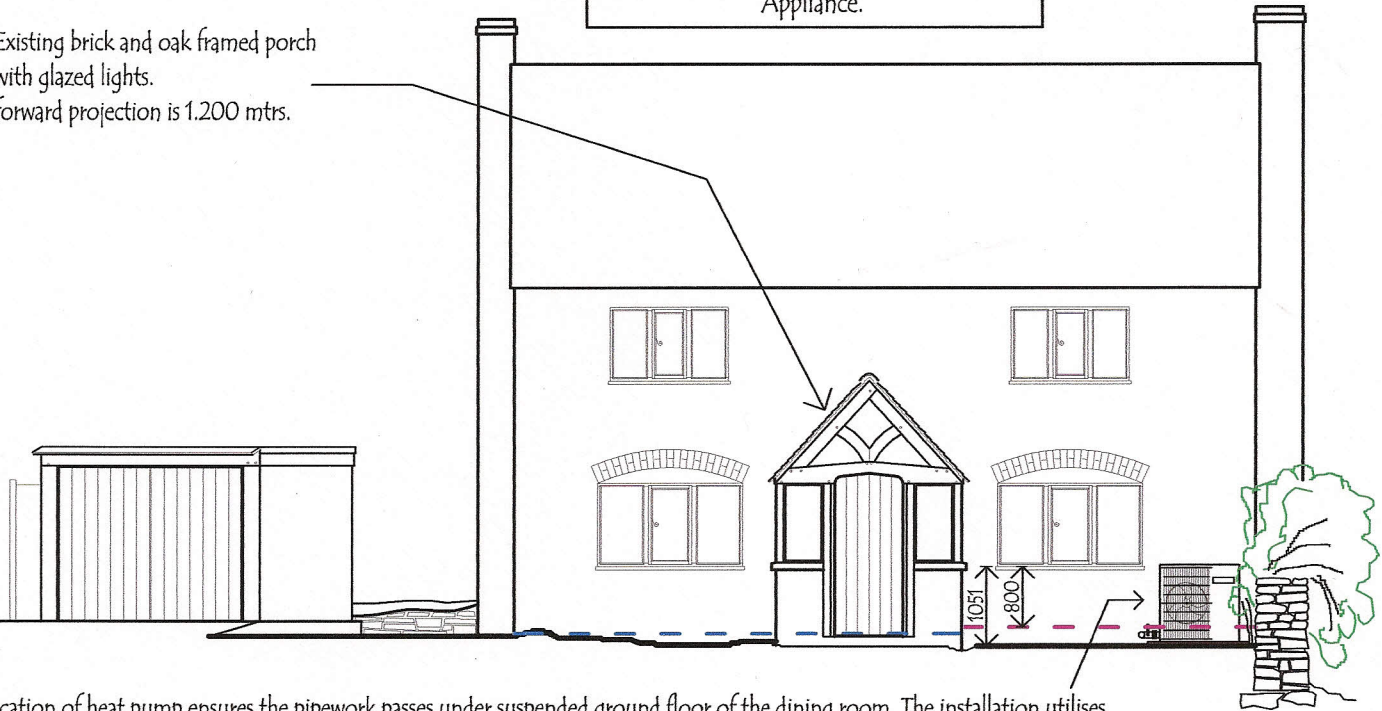 Appliance.
Existing brick and oak framed porch
with glazed lights.
forward projection is 1.200 mtrs.
1051
800
cation of heat pump ensures the pipework passes under suspended ground floor of the dining room. The installation utilises